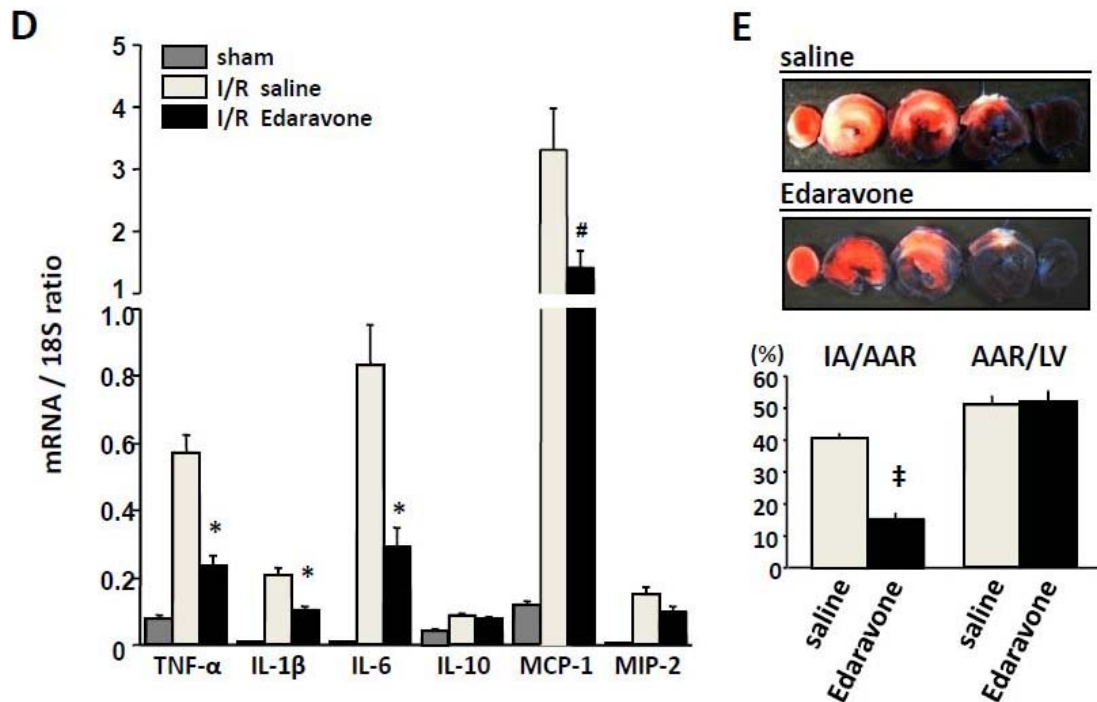 D
5
4
3
2
1
1.0
0.8
0.6
0.4
0.2
0
mRNA / 18S ratio
sham
I/R saline
I/R Edaravone
*
*
*
#
TNF-α IL-1β IL-6 IL-10 MCP-1 MIP-2
E
saline
Edaravone
(%) IA/AAR AAR/LV
60
50
40
30
20
10
0
‡
saline Edaravone saline Edaravone